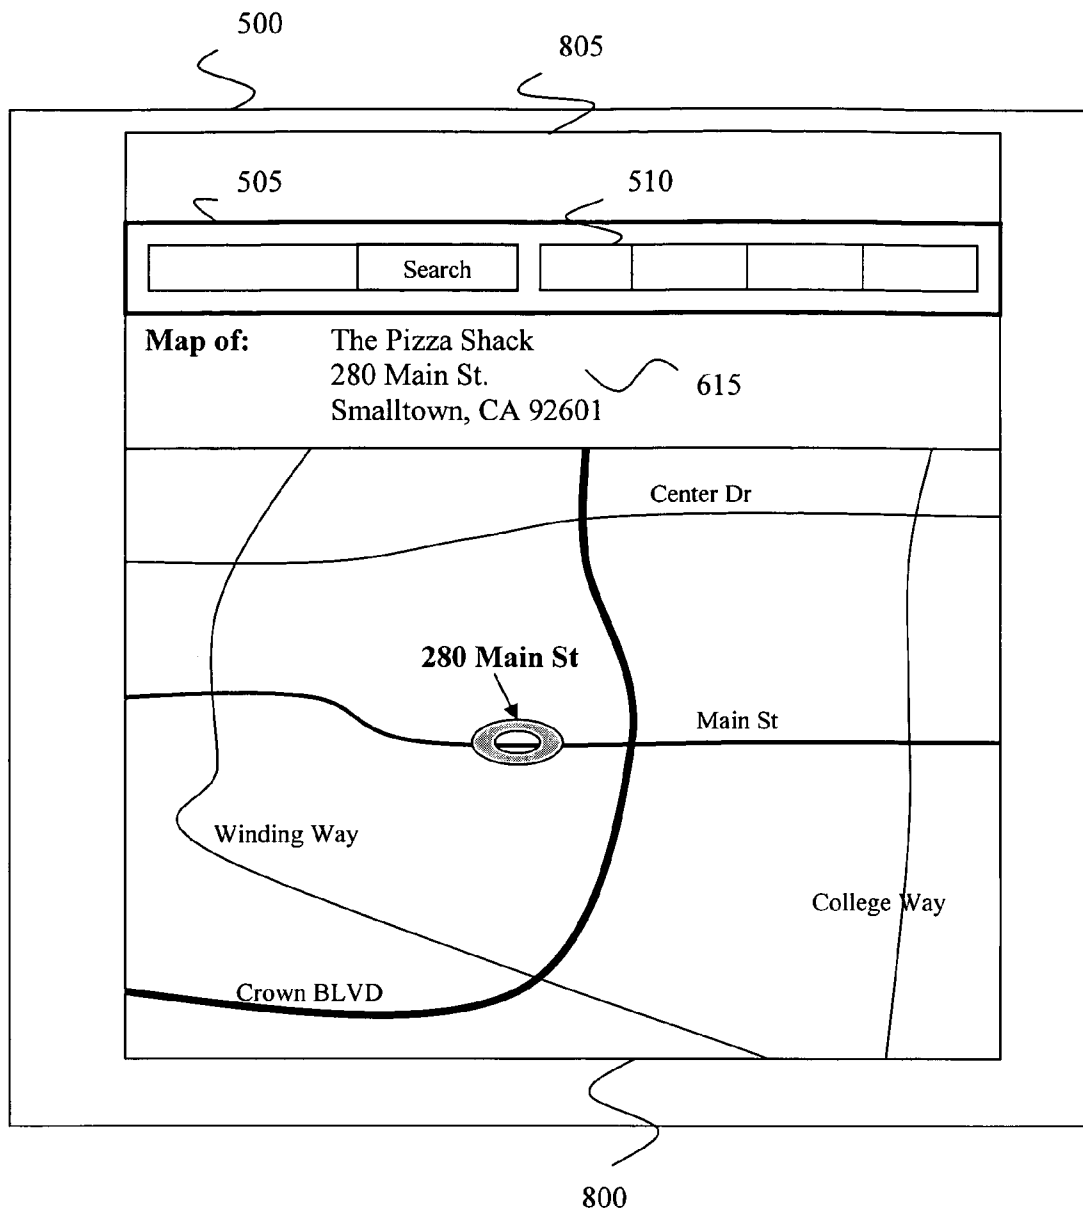 500
805
505
510
Search
Map of: The Pizza Shack
280 Main St.
615
Smalltown, CA 92601
Center Dr
280 Main St
Main St
Winding Way
College Way
Crown BLVD
800